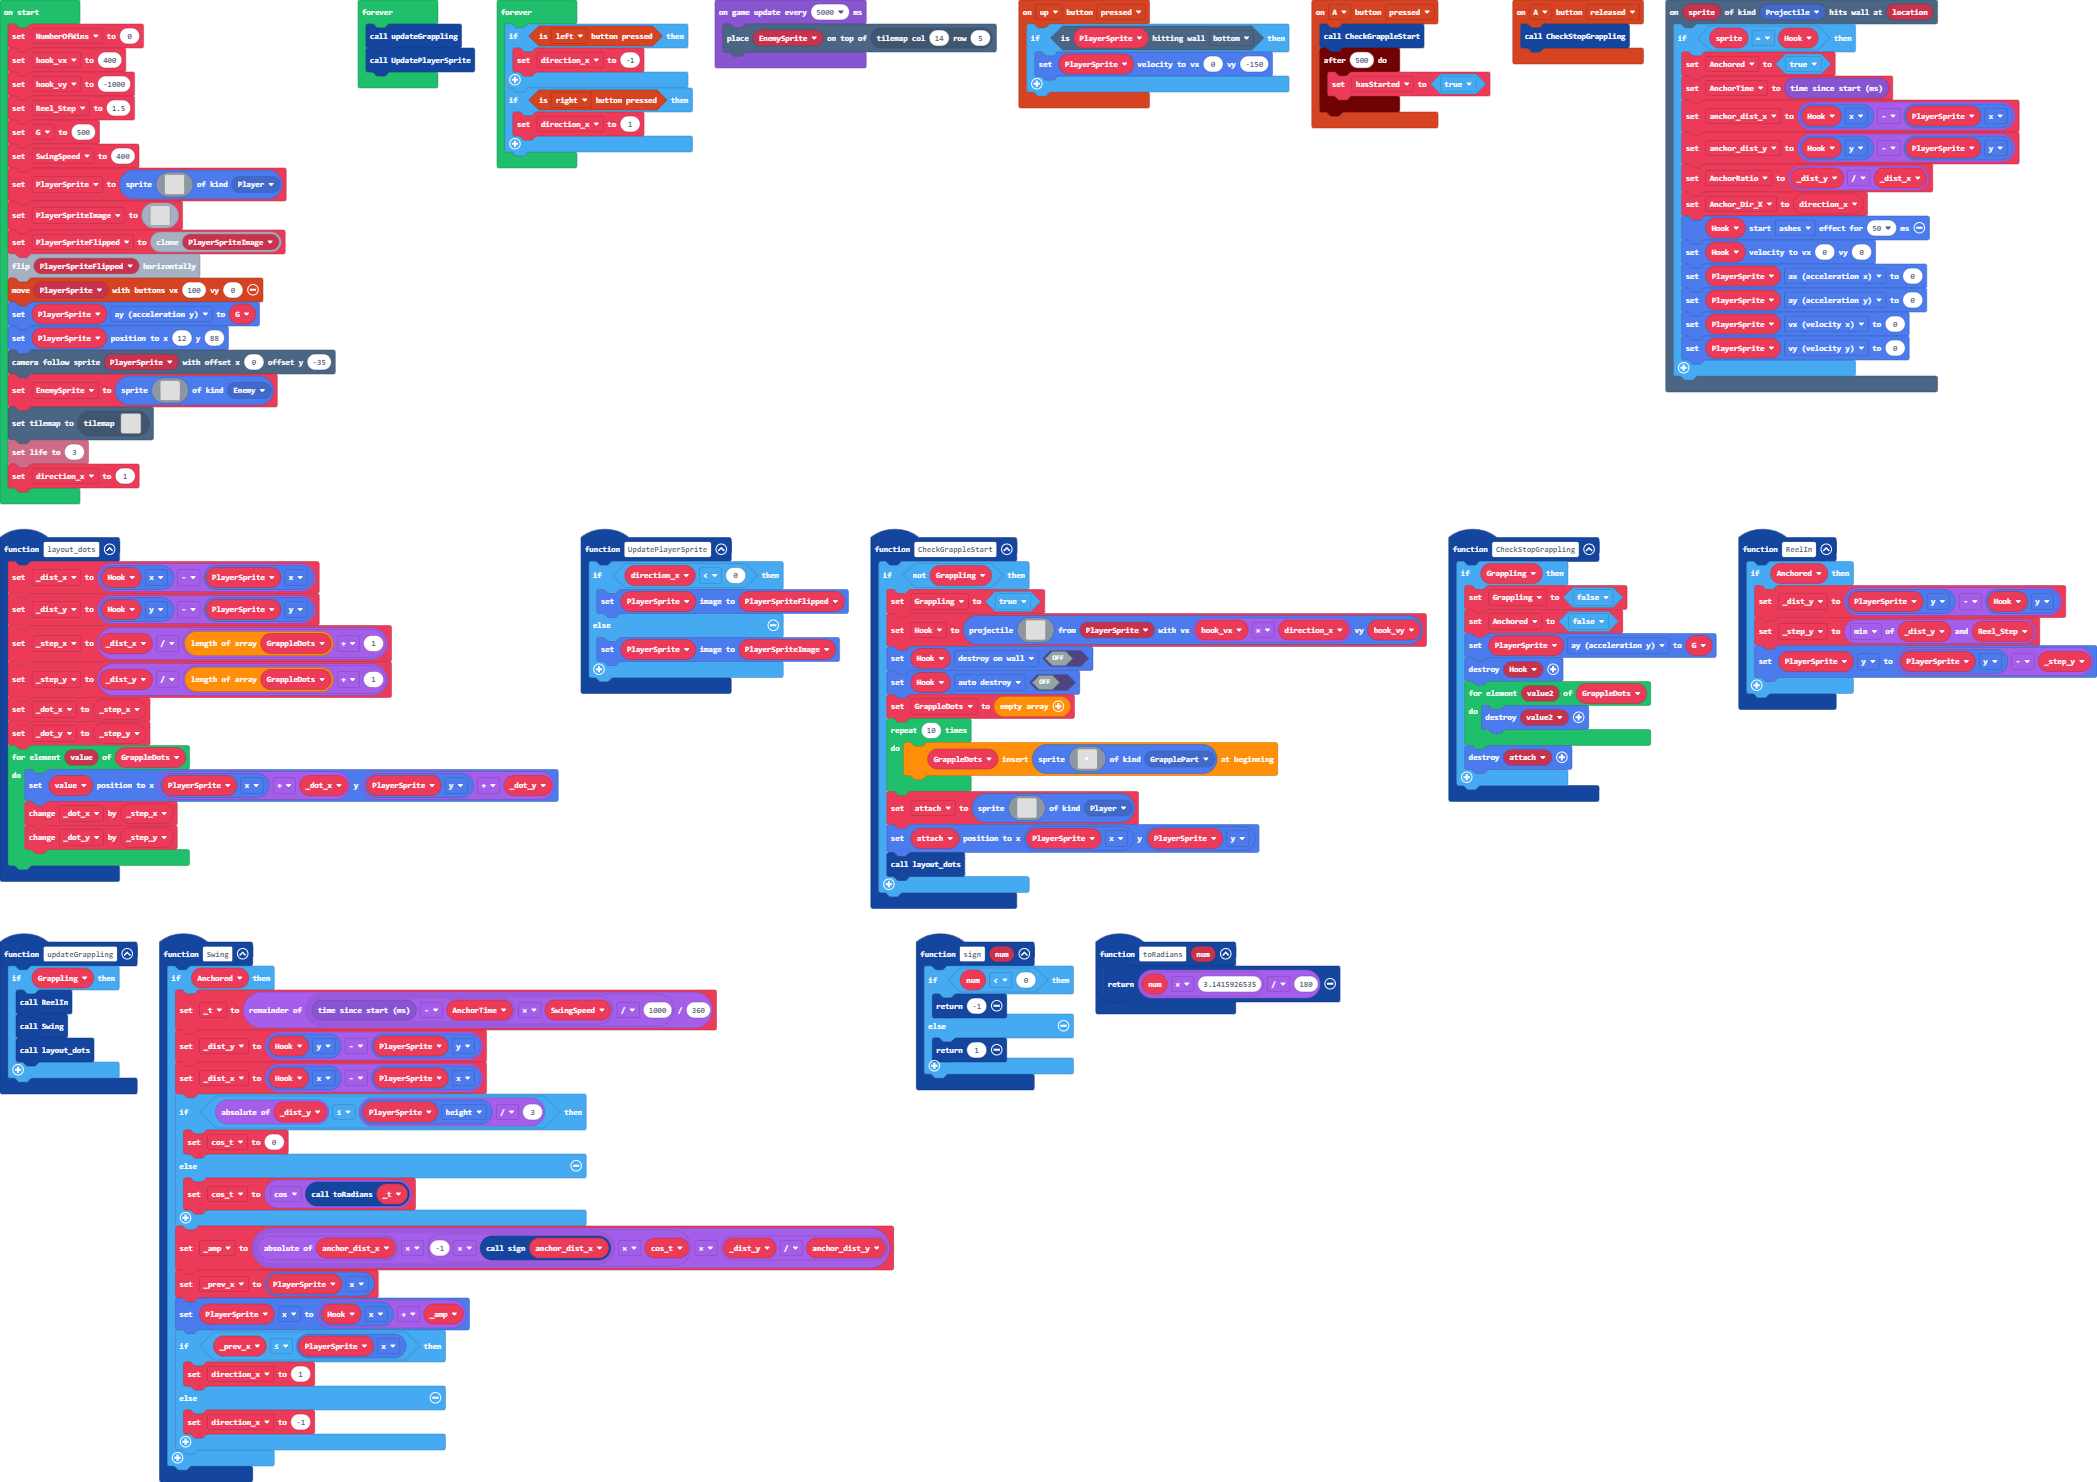 on start
set NumberOfWins to 0
set hook_vx to 400
set hook_vy to -1000
set Reel_Step to 1.5
set G to 500
set SwingSpeed to 400
set PlayerSprite to sprite of kind Player
set PlayerSpriteImage to
set PlayerSpriteFlipped to clone PlayerSpriteImage
flip PlayerSpriteFlipped horizontally
move PlayerSprite with buttons vx 100 vy 0
set PlayerSprite ay (acceleration y) to G
set PlayerSprite position to x 12 y 88
camera follow sprite PlayerSprite with offset x 0 offset y -35
set EnemySprite to sprite of kind Enemy
set tilemap to tilemap
set life to 3
set direction_x to 1
forever
call updateGrappling
call UpdatePlayerSprite
forever
if is left button pressed then
set direction_x to -1
if is right button pressed then
set direction_x to 1
on game update every 5000 ms
place EnemySprite on top of tilemap col 14 row 5
on up button pressed
if is PlayerSprite hitting wall bottom then
set PlayerSprite velocity to vx 0 vy -150
on A button pressed
call CheckGrappleStart
after 500 do
set hasStarted to true
on A button released
call CheckStopGrappling
on sprite of kind Projectile hits wall at location
if sprite = Hook then
set Anchored to true
set AnchorTime to time since start (ms)
set anchor_dist_x to Hook x - PlayerSprite x
set anchor_dist_y to Hook y - PlayerSprite y
set AnchorRatio to _dist_y / _dist_x
set Anchor_Dir_X to direction_x
Hook start ashes effect for 50 ms
set Hook velocity to vx 0 vy 0
set PlayerSprite ax (acceleration x) to 0
set PlayerSprite ay (acceleration y) to 0
set PlayerSprite vx (velocity x) to 0
set PlayerSprite vy (velocity y) to 0
function layout_dots
set _dist_x to Hook x - PlayerSprite x
set _dist_y to Hook y - PlayerSprite y
set _step_x to _dist_x / length of array GrappleDots + 1
set _step_y to _dist_y / length of array GrappleDots + 1
set _dot_x to _step_x
set _dot_y to _step_y
for element value of GrappleDots
do
set value position to x PlayerSprite x + _dot_x y PlayerSprite y + _dot_y
change _dot_x by _step_x
change _dot_y by _step_y
function UpdatePlayerSprite
if direction_x < 0 then
set PlayerSprite image to PlayerSpriteFlipped
else
set PlayerSprite image to PlayerSpriteImage
function CheckGrappleStart
if not Grappling then
set Grappling to true
set Hook to projectile from PlayerSprite with vx hook_vx × direction_x vy hook_vy
set Hook destroy on wall OFF
set Hook auto destroy OFF
set GrappleDots to empty array
repeat 10 times
do
GrappleDots insert sprite of kind GrapplePart at beginning
set attach to sprite of kind Player
set attach position to x PlayerSprite x y PlayerSprite y
call layout_dots
function CheckStopGrappling
if Grappling then
set Grappling to false
set Anchored to false
set PlayerSprite ay (acceleration y) to G
destroy Hook
for element value2 of GrappleDots
do
destroy value2
destroy attach
function ReelIn
if Anchored then
set _dist_y to PlayerSprite y - Hook y
set _step_y to min of _dist_y and Reel_Step
set PlayerSprite y to PlayerSprite y - _step_y
function updateGrappling
if Grappling then
call ReelIn
call Swing
call layout_dots
function Swing
if Anchored then
set _t to remainder of time since start (ms) - AnchorTime × SwingSpeed / 1000 / 360
set _dist_y to Hook y - PlayerSprite y
set _dist_x to Hook x - PlayerSprite x
if absolute of _dist_y ≤ PlayerSprite height / 3 then
set cos_t to 0
else
set cos_t to cos call toRadians _t
set _amp to absolute of anchor_dist_x × -1 × call sign anchor_dist_x × cos_t × _dist_y / anchor_dist_y
set _prev_x to PlayerSprite x
set PlayerSprite x to Hook x + _amp
if _prev_x ≤ PlayerSprite x then
set direction_x to 1
else
set direction_x to -1
function sign num
if num < 0 then
return -1
else
return 1
function toRadians num
return num × 3.1415926535 / 180